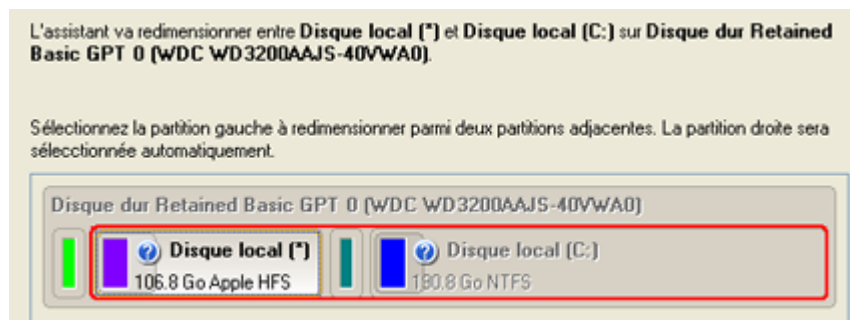 L'assistant va redimensionner entre Disque local (*) et Disque local (C:) sur Disque dur Retained
Basic GPT 0 (WDC WD3200AAJS-40VWA0).
Sélectionnez la partition gauche à redimensionner parmi deux partitions adjacentes. La partition droite sera
sélecctionnée automatiquement.
Disque dur Retained Basic GPT 0 (WDC WD3200AAJS-40VWA0)
Disque local (*)
106.8 Go Apple HFS
Disque local (C:)
190.8 Go NTFS